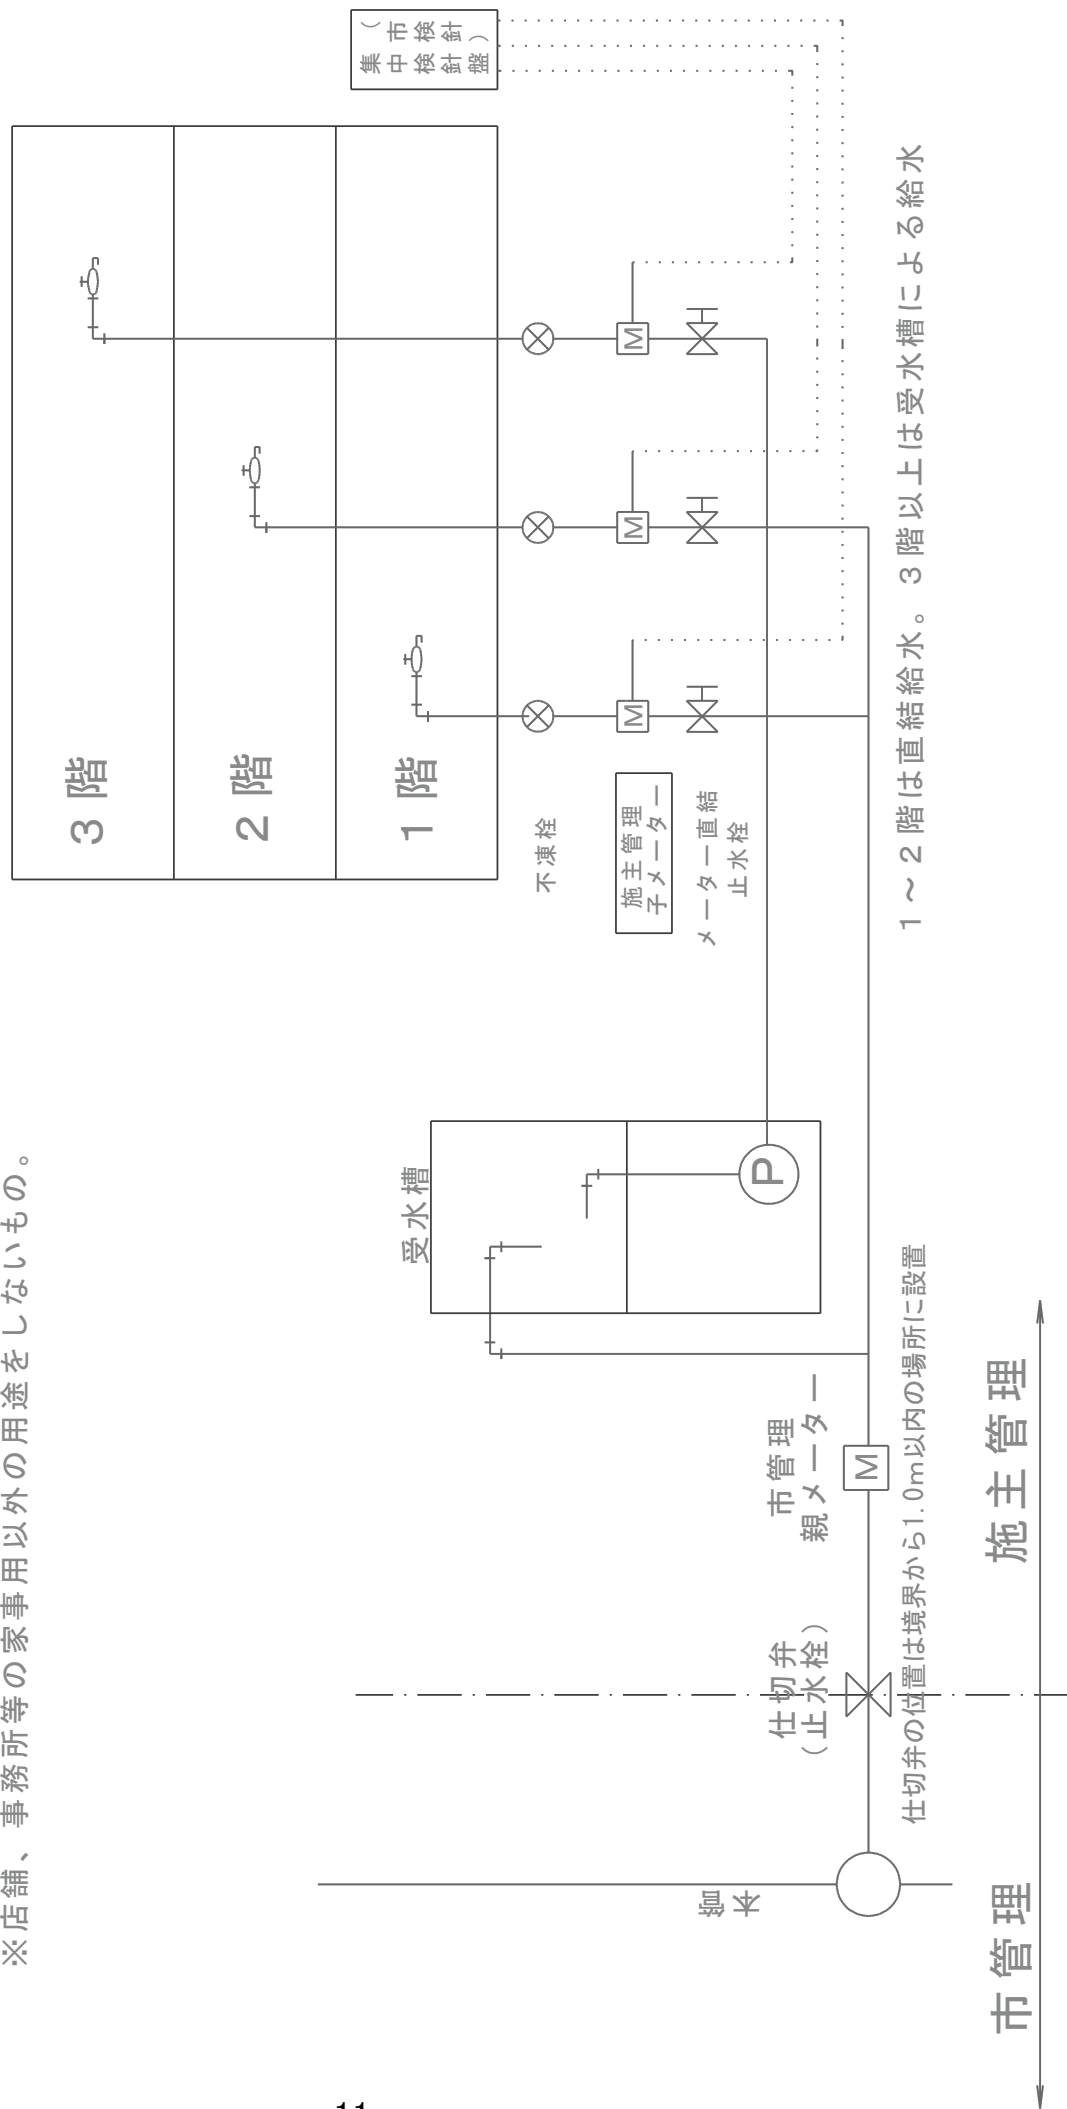 ※店舗、事務所等の家事用以外の用途をしないもの。
3階
2階
1階
集中検針盤
（市検針）
不凍栓
M
M
M
施主管理
子メーター
メーター直結
止水栓
受水槽
P
市管理
親メーター
M
仕切弁
（止水栓）
本管
1～2階は直結給水。3階以上は受水槽による給水
仕切弁の位置は境界から1.0m以内の場所に設置
市管理
施主管理